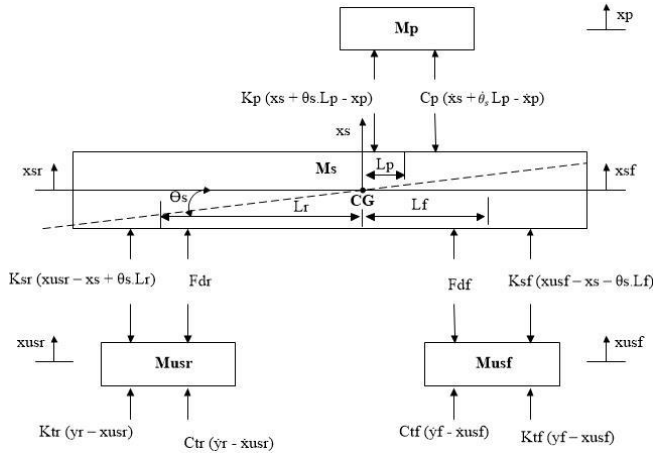 Mp
xp
Kp (xs + θs.Lp - xp)
Cp (ẋs + θ̇s Lp - ẋp)
xs
xsr
Ms
Lp
xsf
Θs
CG
Lr
Lf
Ksr (xusr – xs + θs.Lr)
Fdr
Fdf
Ksf (xusf – xs – θs.Lf)
xusr
Musr
Musf
xusf
Ktr (yr – xusr)
Ctr (ẏr - ẋusr)
Ctf (ẏf - ẋusf)
Ktf (yf – xusf)